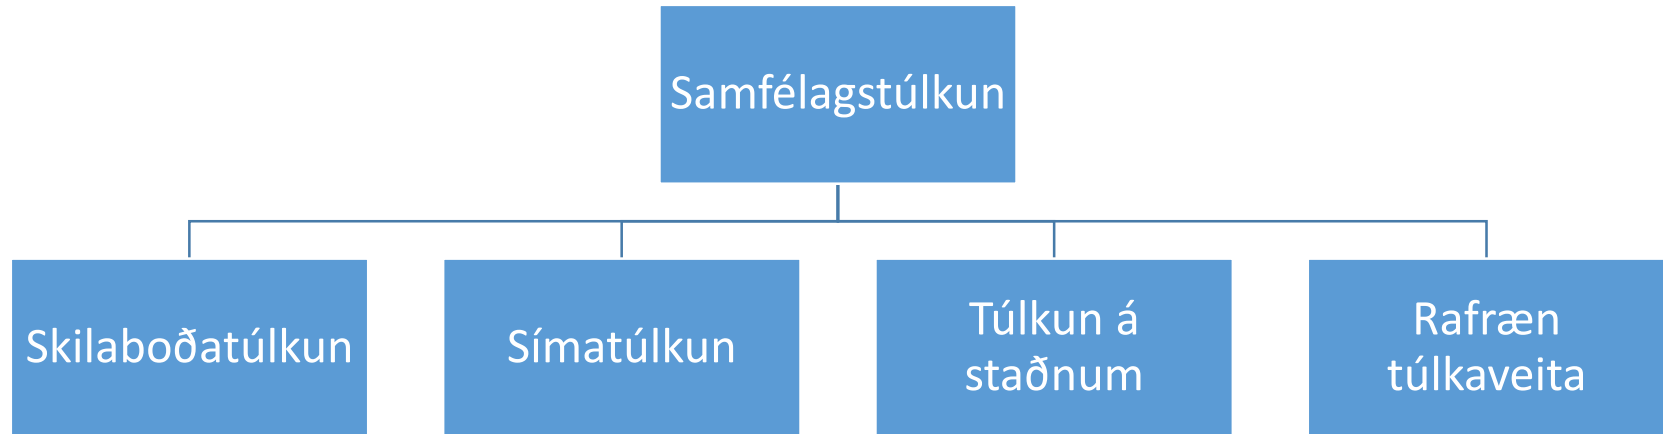 Samfélagstúlkun
Skilaboðatúlkun
Símatúlkun
Túlkun á
staðnum
Rafræn
túlkaveita